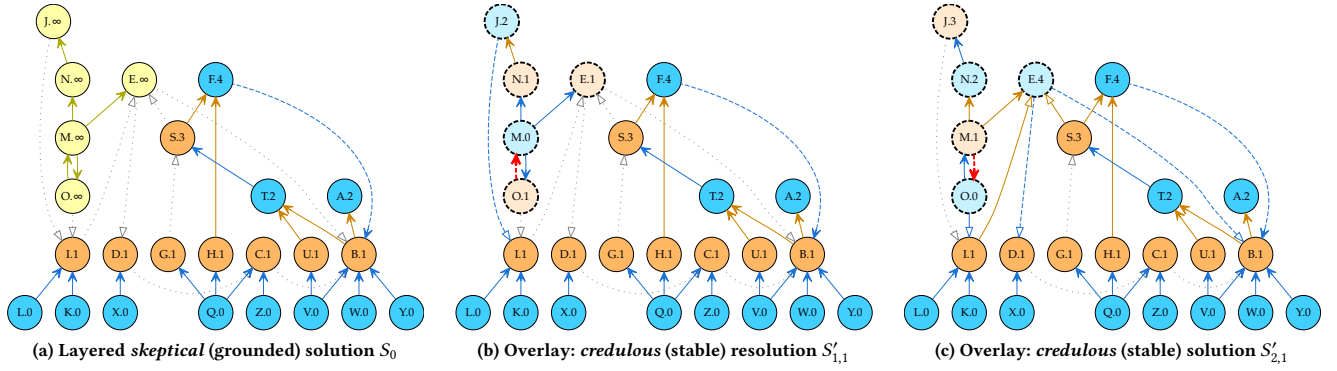 J.∞
N.∞
E.∞
F.4
M.∞
S.3
O.∞
T.2
A.2
I.1
D.1
G.1
H.1
C.1
U.1
B.1
L.0
K.0
X.0
Q.0
Z.0
V.0
W.0
Y.0
(a) Layered skeptical (grounded) solution S₀
J.2
N.1
E.1
F.4
M.0
S.3
O.1
T.2
A.2
I.1
D.1
G.1
H.1
C.1
U.1
B.1
L.0
K.0
X.0
Q.0
Z.0
V.0
W.0
Y.0
(b) Overlay: credulous (stable) resolution S′₁,₁
J.3
N.2
E.4
F.4
M.1
S.3
O.0
T.2
A.2
I.1
D.1
G.1
H.1
C.1
U.1
B.1
L.0
K.0
X.0
Q.0
Z.0
V.0
W.0
Y.0
(c) Overlay: credulous (stable) solution S′₂,₁